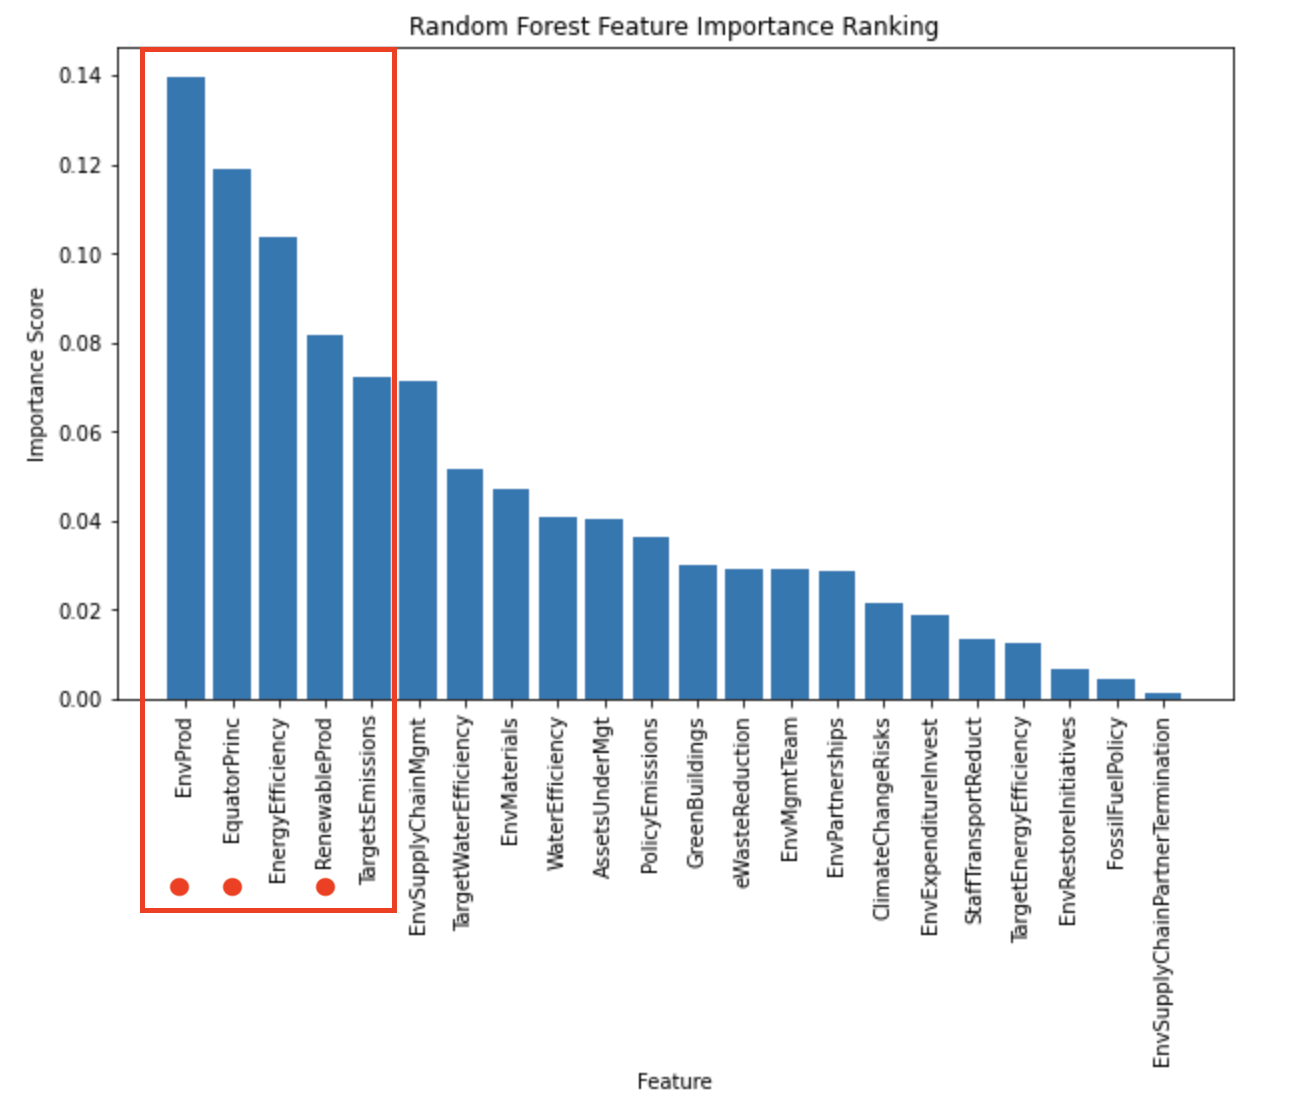 Random Forest Feature Importance Ranking
0.14
0.12
0.10
0.08
0.06
0.04
0.02
0.00
Importance Score
EnvProd
EquatorPrinc
EnergyEfficiency
RenewableProd
TargetsEmissions
EnvSupplyChainMgmt
TargetWaterEfficiency
EnvMaterials
WaterEfficiency
AssetsUnderMgt
PolicyEmissions
GreenBuildings
eWasteReduction
EnvMgmtTeam
EnvPartnerships
ClimateChangeRisks
EnvExpenditureInvest
StaffTransportReduct
TargetEnergyEfficiency
EnvRestoreInitiatives
FossilFuelPolicy
EnvSupplyChainPartnerTermination
Feature